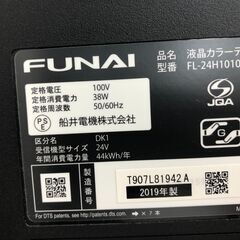 FUNAI
液晶カラーテ
型番 FL-24H1010
定格電圧 100V
定格消費電力 38W
定格周波数 50/60Hz
PSE
船井電機株式会社
JQA
区分名 DK1
受信機型サイズ 24V
年間消費電力量 44kWh/年
製造番号
T907L81942A
2019年製
For DTS patents, see http://patents.dts.com.